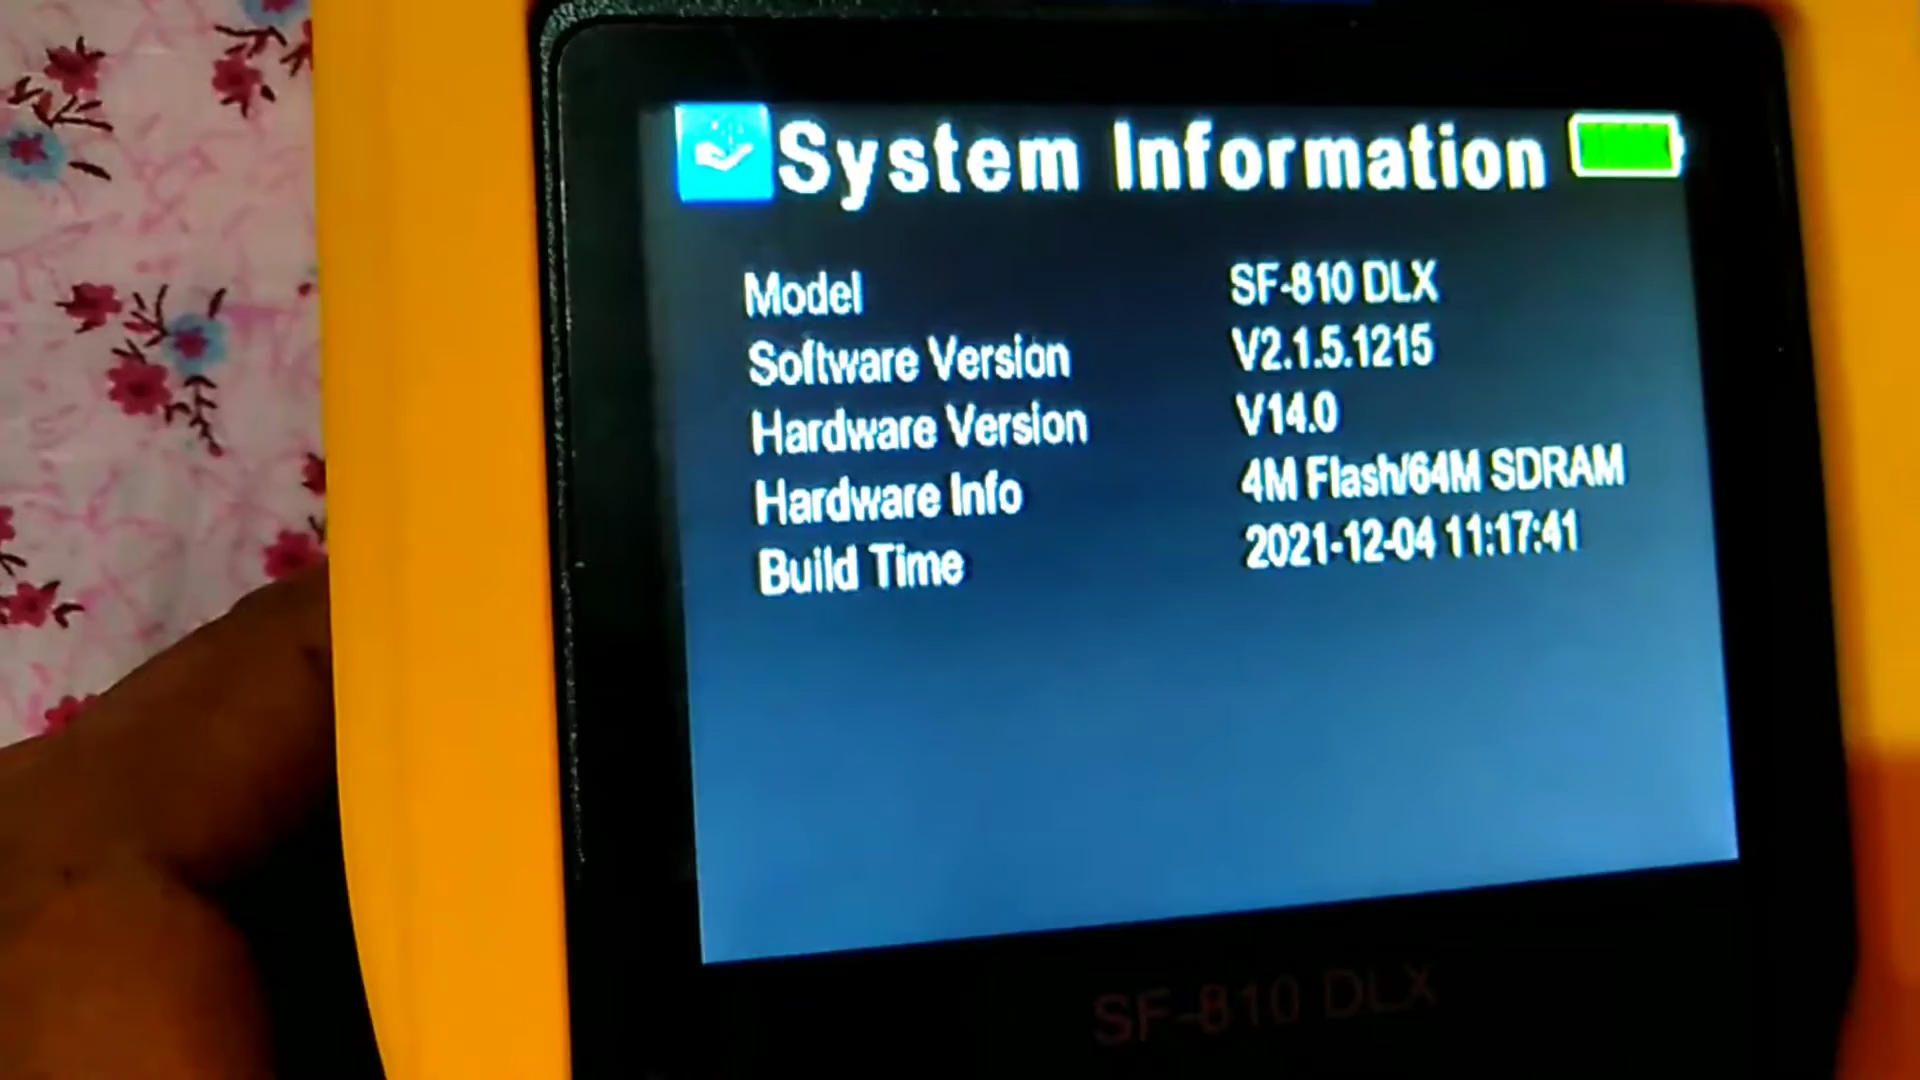 System Information
Model SF-810 DLX
Software Version V2.1.5.1215
Hardware Version V14.0
Hardware Info 4M Flash/64M SDRAM
Build Time 2021-12-04 11:17:41
SF-810 DLX